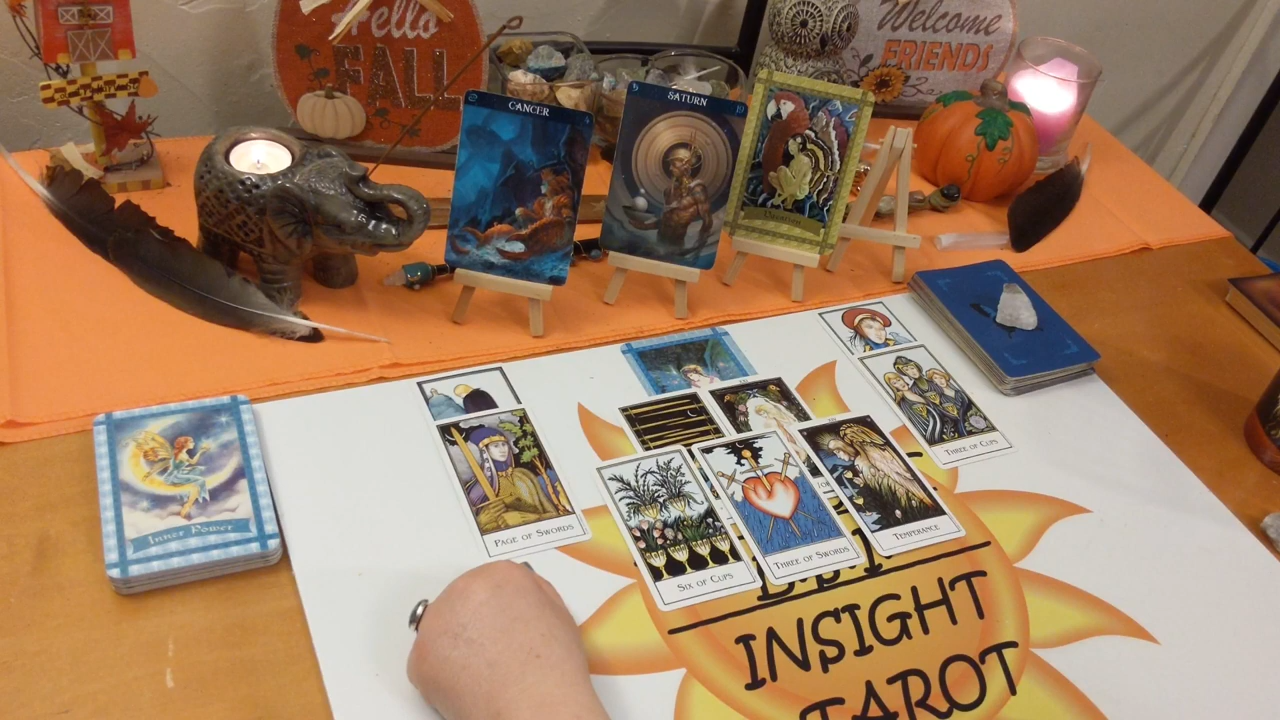 Hello
FALL
Welcome
FRIENDS
CANCER
SATURN
Inner Power
PAGE OF SWORDS
SIX OF CUPS
THREE OF SWORDS
TEMPERANCE
THREE OF CUPS
INSIGHT
TAROT